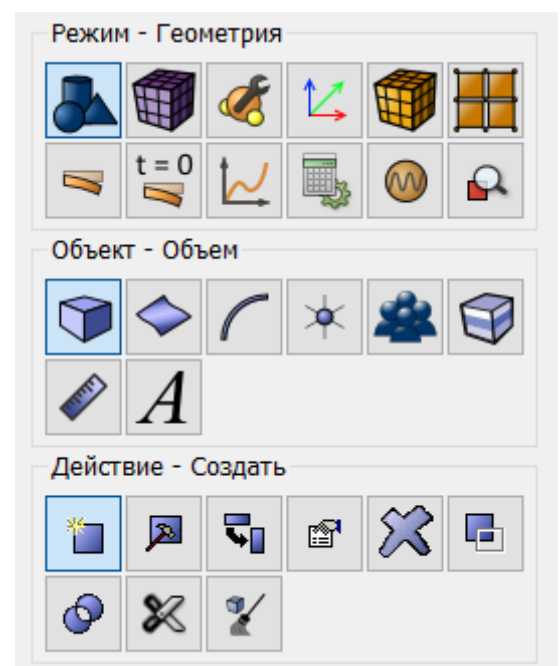 Режим - Геометрия
t = 0
Объект - Объем
A
Действие - Создать